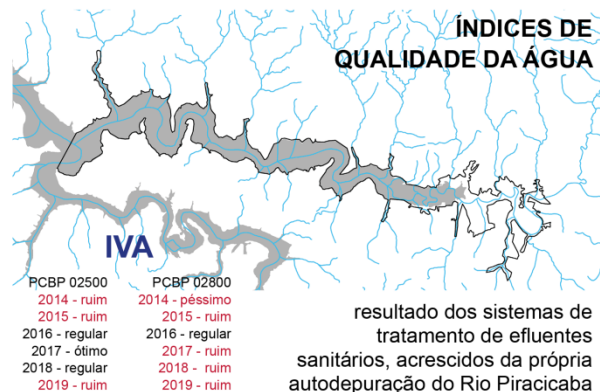 ÍNDICES DE
QUALIDADE DA ÁGUA
IVA
PCBP 02500
2014 - ruim
2015 - ruim
2016 - regular
2017 - ótimo
2018 - regular
2019 - ruim
PCBP 02800
2014 - péssimo
2015 - ruim
2016 - regular
2017 - ruim
2018 - ruim
2019 - ruim
resultado dos sistemas de
tratamento de efluentes
sanitários, acrescidos da própria
autodepuração do Rio Piracicaba